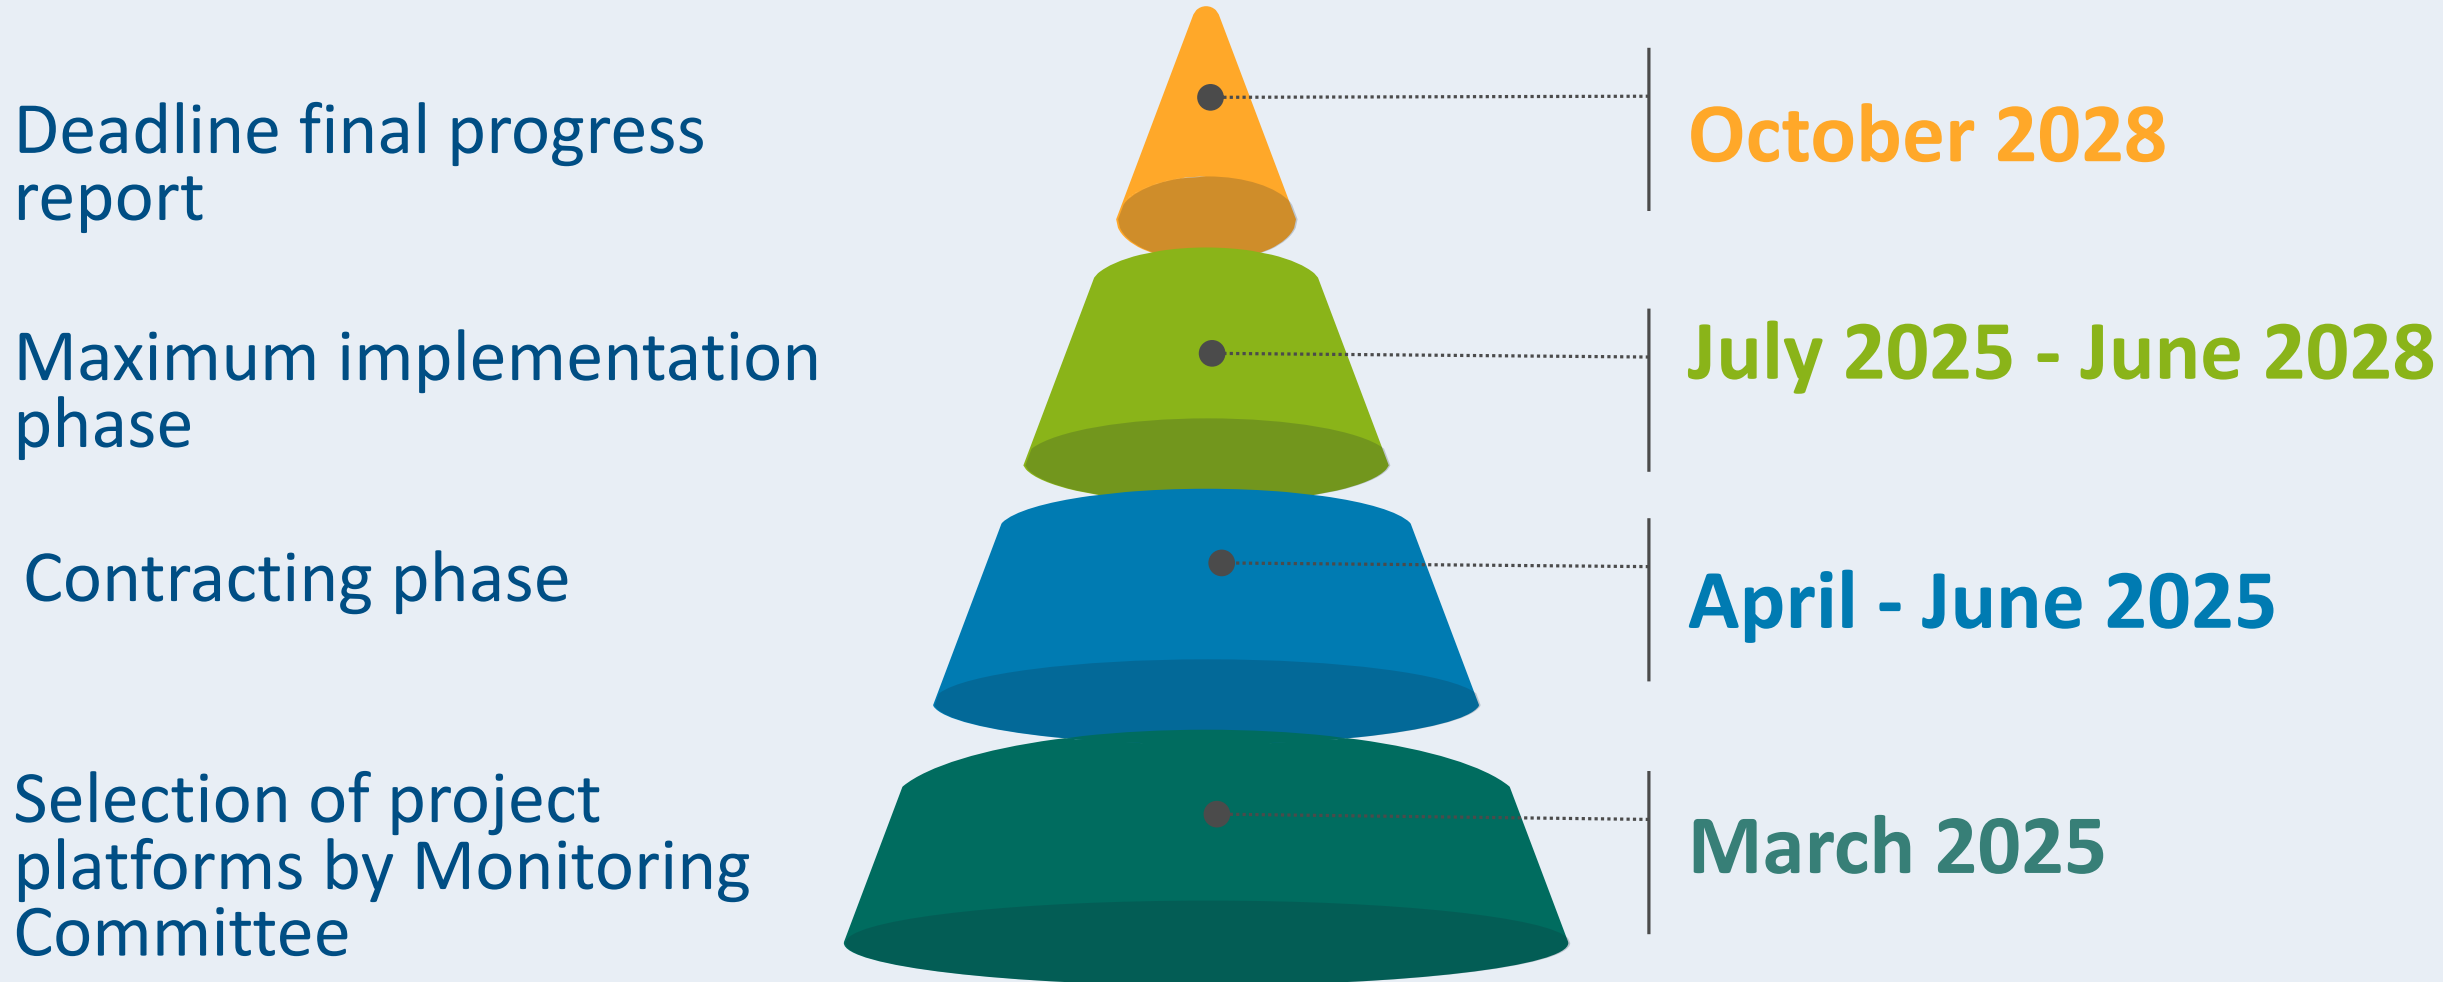 Deadline final progress
report
October 2028
Maximum implementation
phase
July 2025 - June 2028
Contracting phase
April - June 2025
Selection of project
platforms by Monitoring
Committee
March 2025